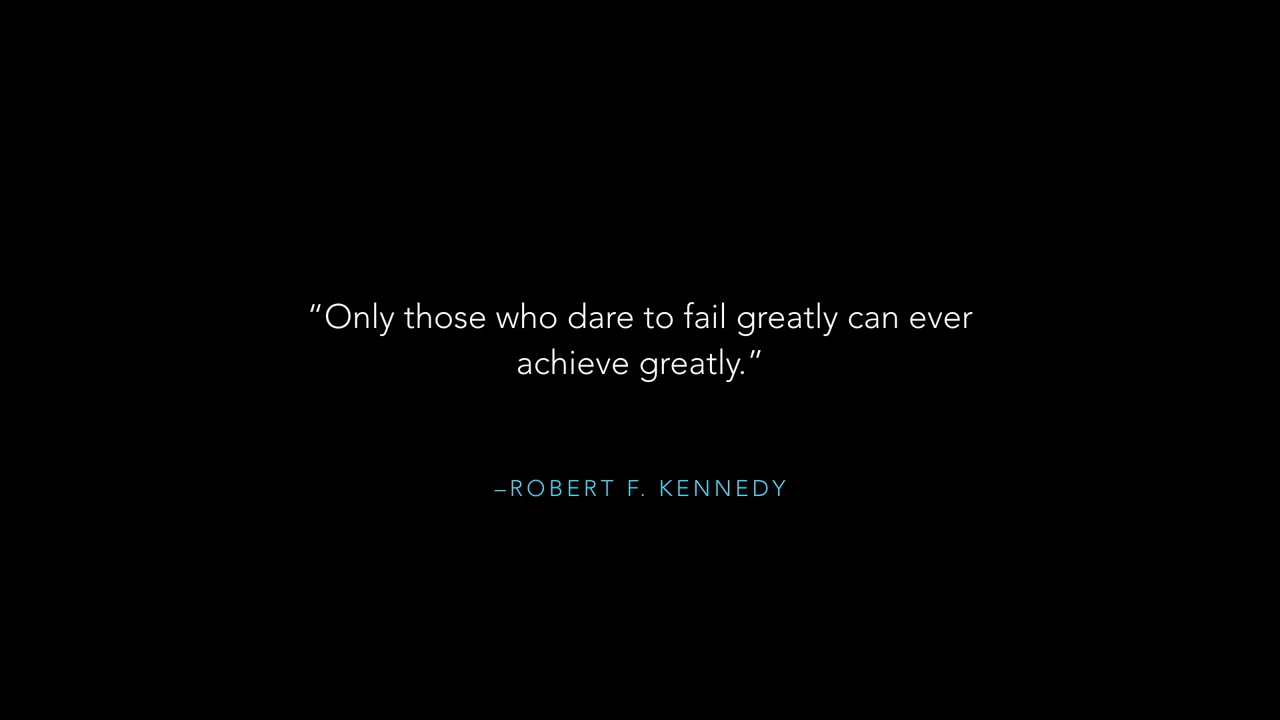 “Only those who dare to fail greatly can ever
achieve greatly.”
–ROBERT F. KENNEDY